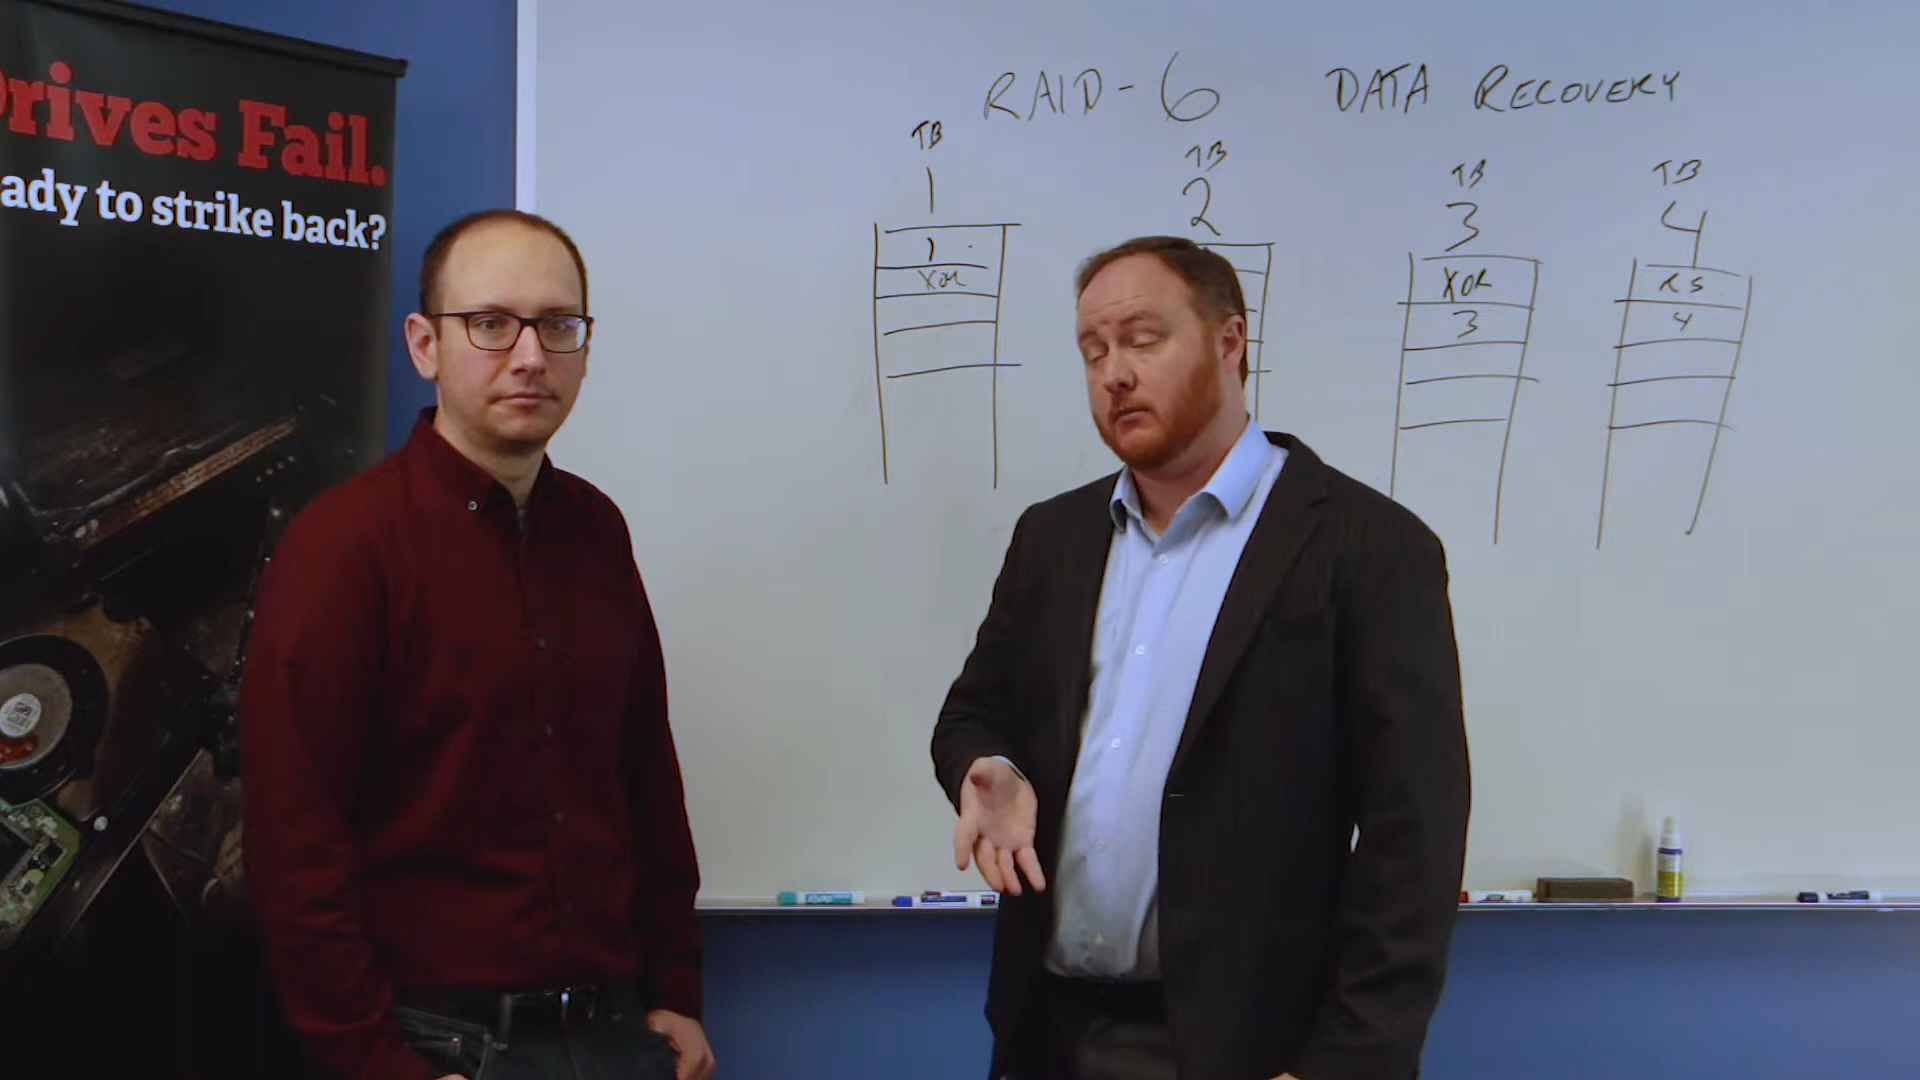 rives Fail.
ady to strike back?
RAID-6 DATA RECOVERY
TB TB TB TB
1 2 3 4
1 XOR RS
XOR 3 4